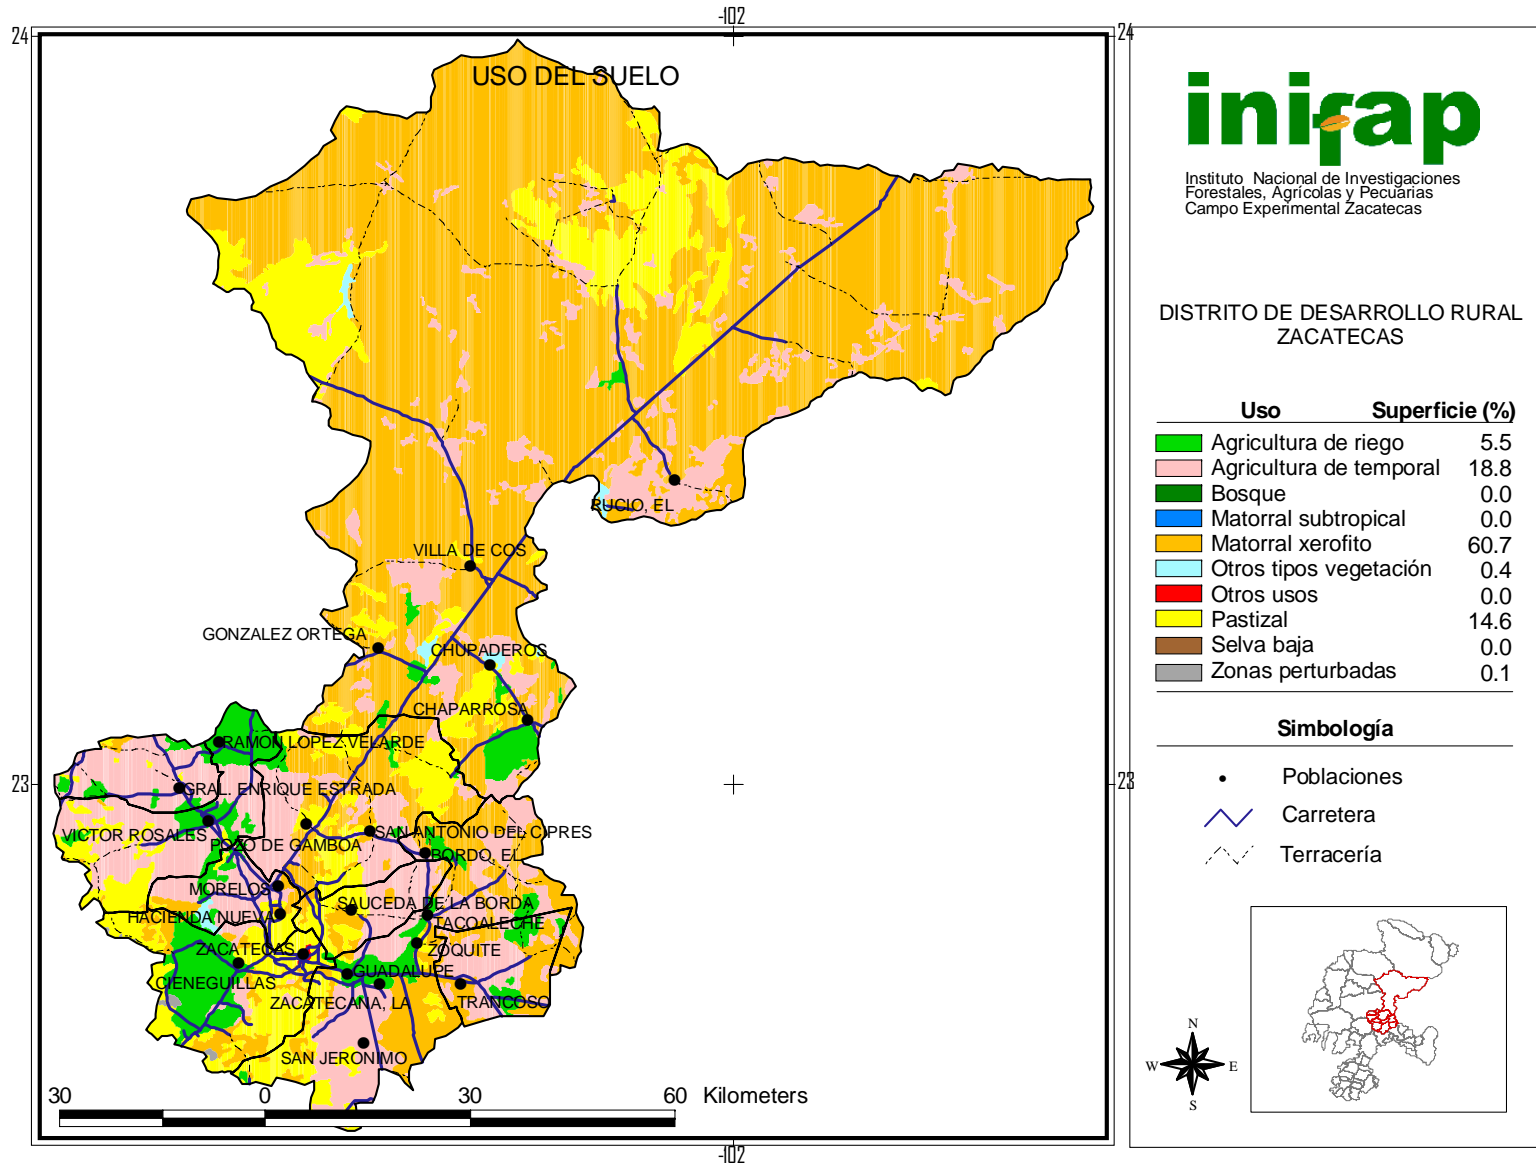 -102
24
24
USO DEL SUELO
inifap
Instituto Nacional de Investigaciones
Forestales, Agrícolas y Pecuarias
Campo Experimental Zacatecas
DISTRITO DE DESARROLLO RURAL
ZACATECAS
Uso Superficie (%)
Agricultura de riego 5.5
Agricultura de temporal 18.8
Bosque 0.0
Matorral subtropical 0.0
Matorral xerofito 60.7
Otros tipos vegetación 0.4
Otros usos 0.0
Pastizal 14.6
Selva baja 0.0
Zonas perturbadas 0.1
Simbología
Poblaciones
Carretera
Terracería
RUCIO, EL
VILLA DE COS
GONZALEZ ORTEGA
CHUPADEROS
CHAPARROSA
RAMON LOPEZ VELARDE
23
23
GRAL. ENRIQUE ESTRADA
VICTOR ROSALES
SAN ANTONIO DEL CIPRES
POZO DE GAMBOA
BORDO, EL
MORELOS
SAUCEDA DE LA BORDA
HACIENDA NUEVA
TACOALECHE
ZACATECAS
ZOQUITE
GUADALUPE
CIENEGUILLAS
ZACATECANA, LA
TRANCOSO
SAN JERONIMO
30 0 30 60 Kilometers
N
W E
S
-102